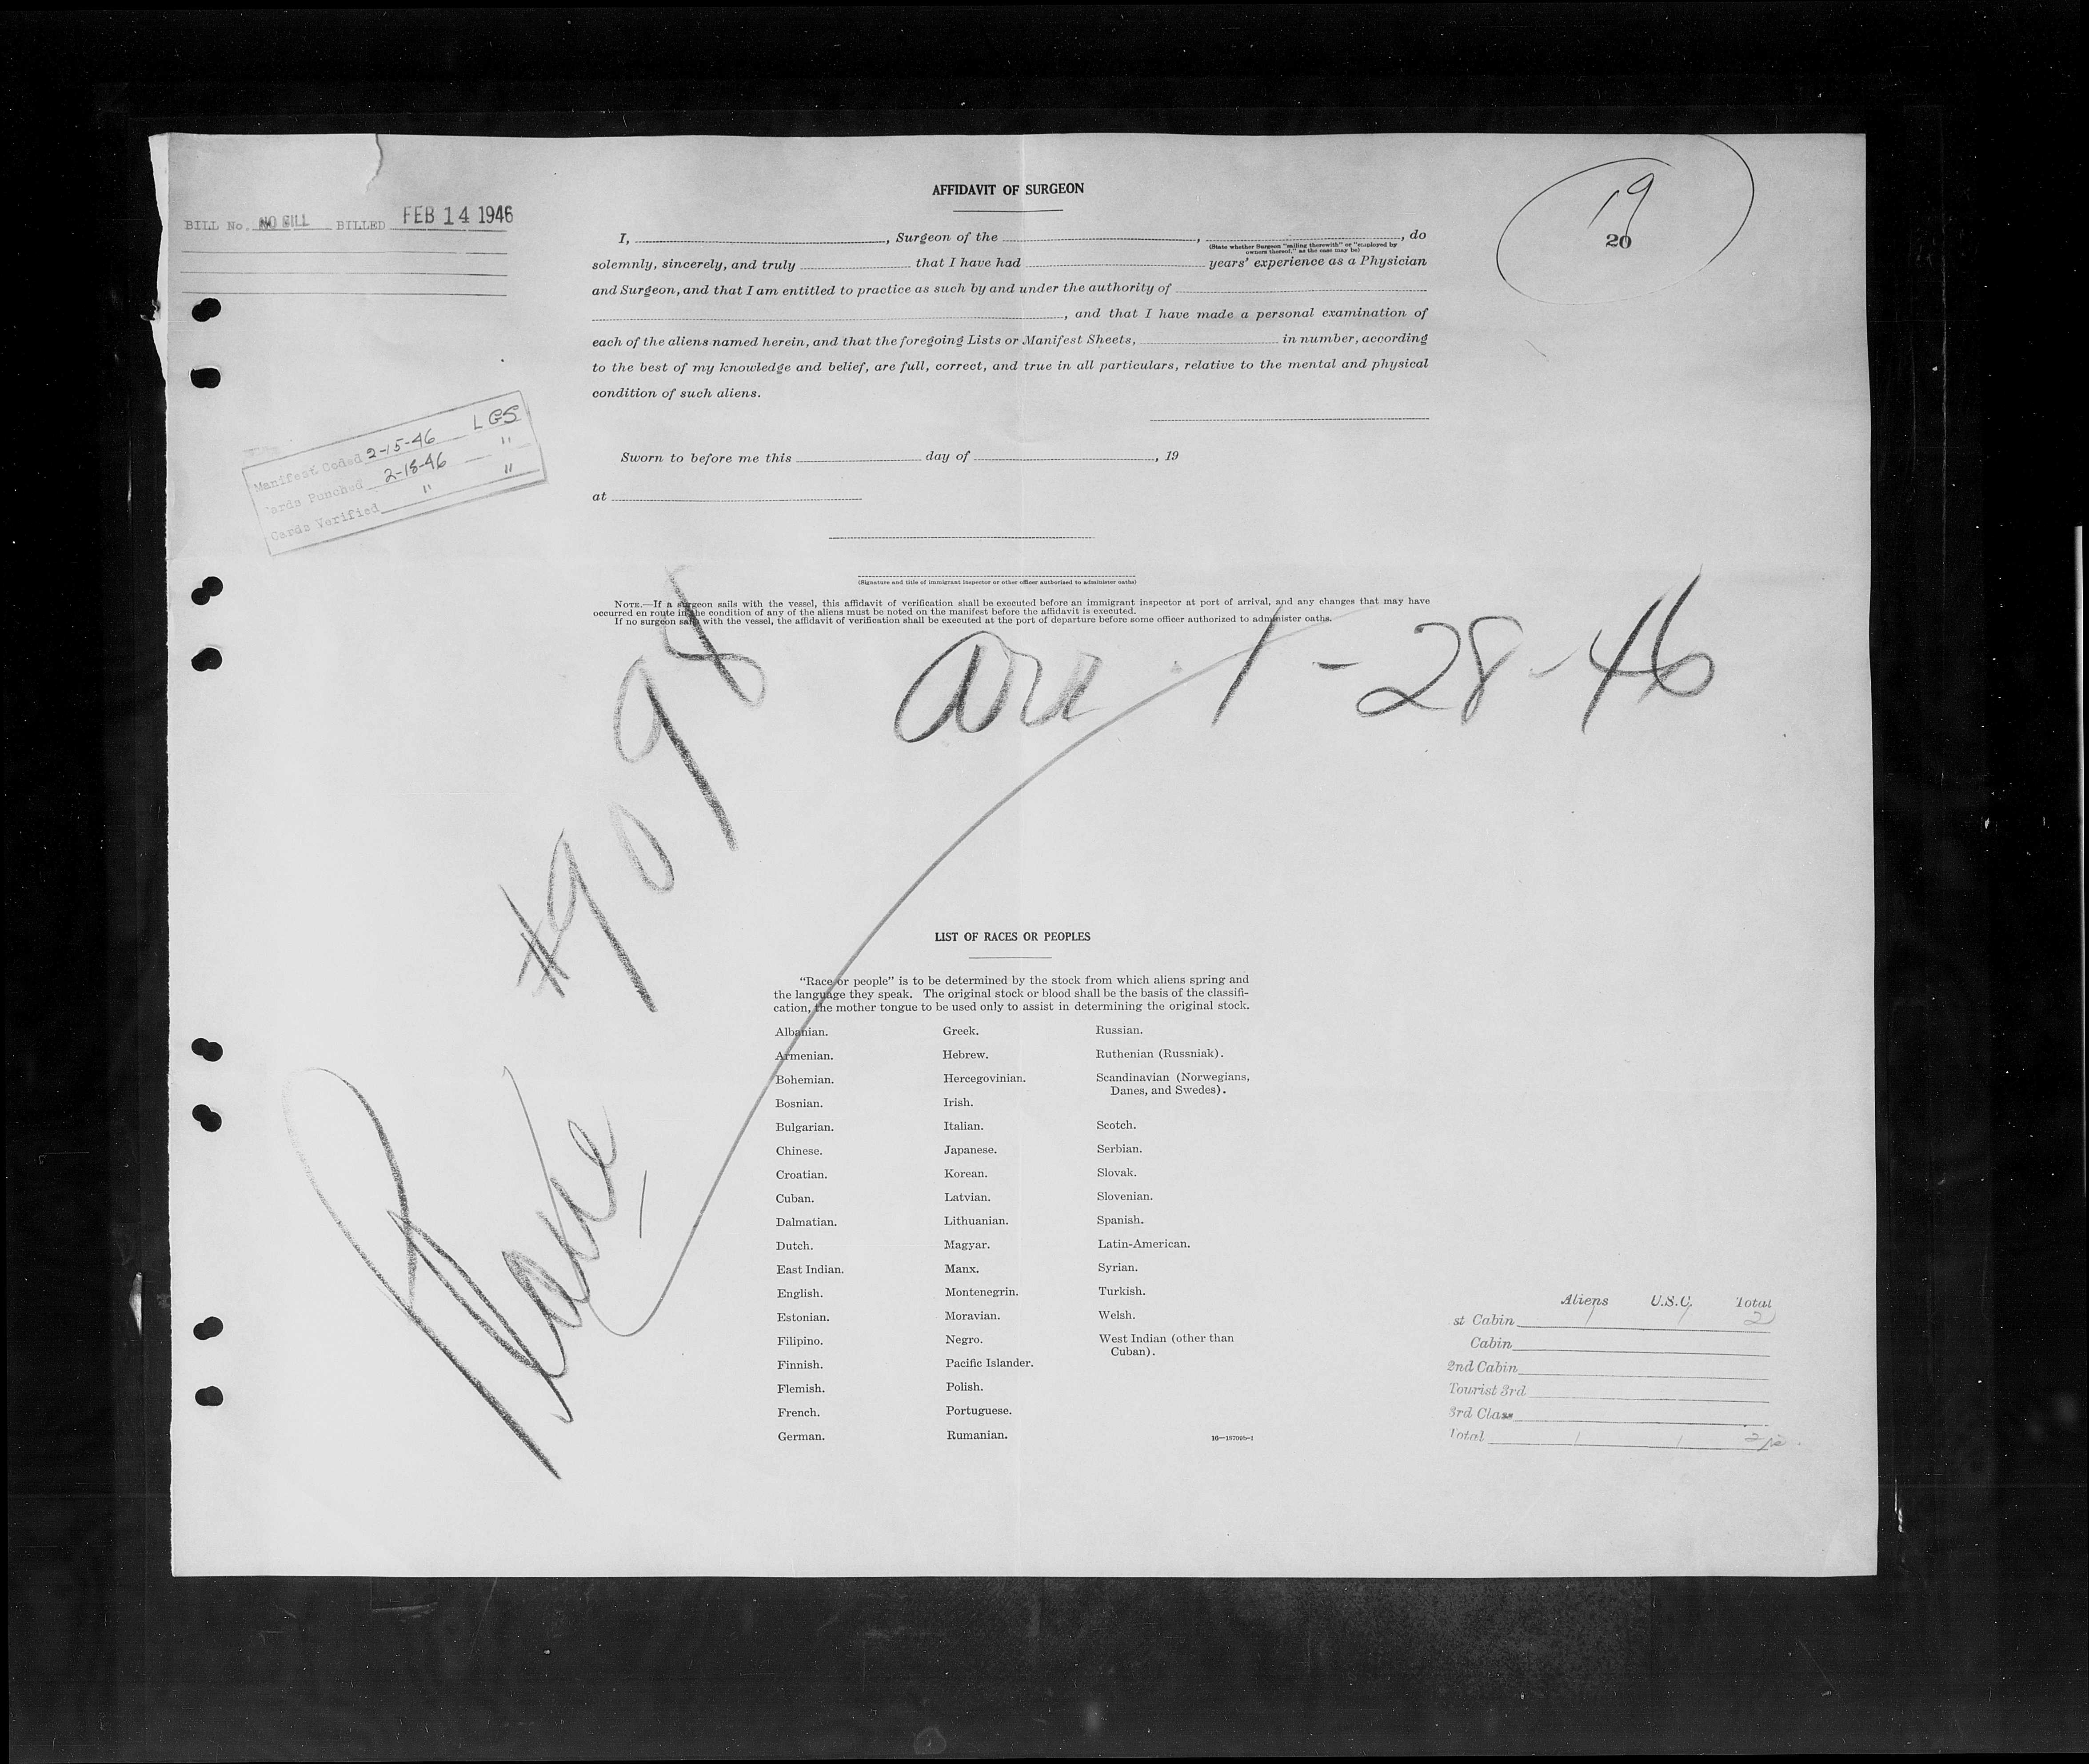 AFFIDAVIT OF SURGEON
19
20
BILL No. NO BILL BILLED FEB 14 1946
I, , Surgeon of the , , do
(State whether Surgeon "sailing therewith" or "employed by
owners thereof," as the case may be)
solemnly, sincerely, and truly that I have had years' experience as a Physician
and Surgeon, and that I am entitled to practice as such by and under the authority of
, and that I have made a personal examination of
each of the aliens named herein, and that the foregoing Lists or Manifest Sheets, in number, according
to the best of my knowledge and belief, are full, correct, and true in all particulars, relative to the mental and physical
condition of such aliens.
Manifest Coded 2-15-46 LGS
Cards Punched 2-18-46 "
Cards Verified " "
Sworn to before me this day of , 19
at
(Signature and title of immigrant inspector or other officer authorized to administer oaths)
NOTE.—If a surgeon sails with the vessel, this affidavit of verification shall be executed before an immigrant inspector at port of arrival, and any changes that may have
occurred en route in the condition of any of the aliens must be noted on the manifest before the affidavit is executed.
If no surgeon sails with the vessel, the affidavit of verification shall be executed at the port of departure before some officer authorized to administer oaths.
arr 1-28-46
Plane #9098
LIST OF RACES OR PEOPLES
"Race or people" is to be determined by the stock from which aliens spring and
the language they speak. The original stock or blood shall be the basis of the classifi-
cation, the mother tongue to be used only to assist in determining the original stock.
Albanian.
Armenian.
Bohemian.
Bosnian.
Bulgarian.
Chinese.
Croatian.
Cuban.
Dalmatian.
Dutch.
East Indian.
English.
Estonian.
Filipino.
Finnish.
Flemish.
French.
German.
Greek.
Hebrew.
Hercegovinian.
Irish.
Italian.
Japanese.
Korean.
Latvian.
Lithuanian.
Magyar.
Manx.
Montenegrin.
Moravian.
Negro.
Pacific Islander.
Polish.
Portuguese.
Rumanian.
Russian.
Ruthenian (Russniak).
Scandinavian (Norwegians,
Danes, and Swedes).
Scotch.
Serbian.
Slovak.
Slovenian.
Spanish.
Latin-American.
Syrian.
Turkish.
Welsh.
West Indian (other than
Cuban).
Aliens U.S.C. Total
st Cabin 1 1 2
Cabin
2nd Cabin
Tourist 3rd
3rd Class
Total 1 1 2